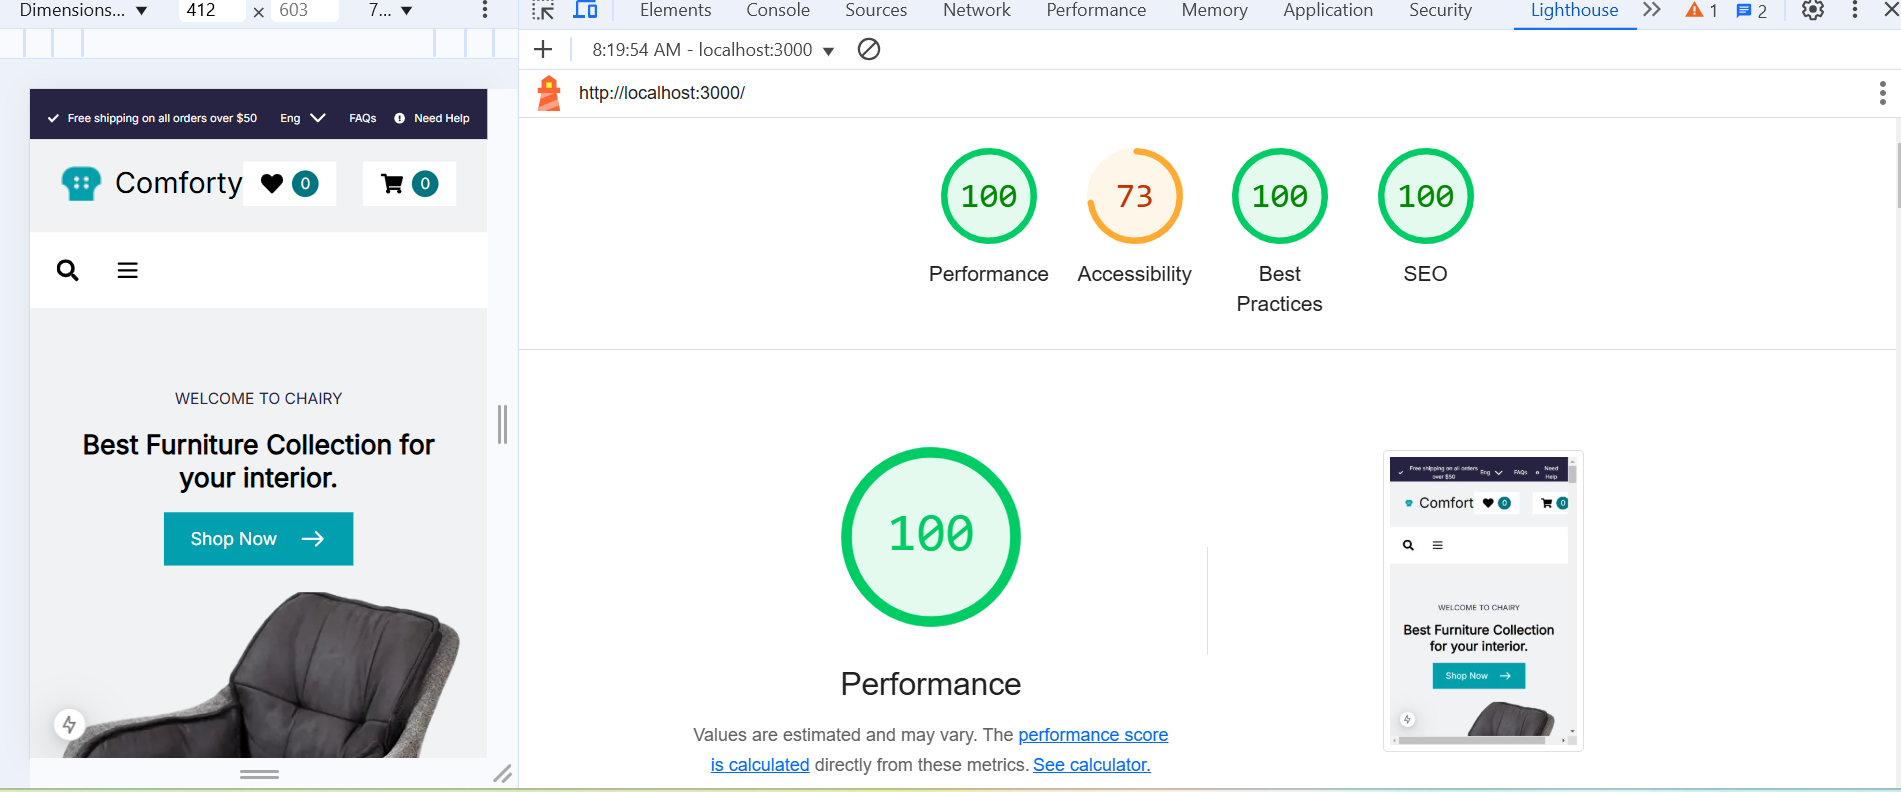 Dimensions... 412 × 603 7...
Elements Console Sources Network Performance Memory Application Security Lighthouse 1 2
8:19:54 AM - localhost:3000
http://localhost:3000/
Free shipping on all orders over $50 Eng FAQs Need Help
Comforty 0 0
WELCOME TO CHAIRY
Best Furniture Collection for
your interior.
Shop Now
100 73 100 100
Performance Accessibility Best SEO
Practices
100
Performance
Values are estimated and may vary. The performance score
is calculated directly from these metrics. See calculator.
Free shipping on all orders Eng FAQs Need
over $50 Help
Comfort 0 0
WELCOME TO CHAIRY
Best Furniture Collection
for your interior.
Shop Now